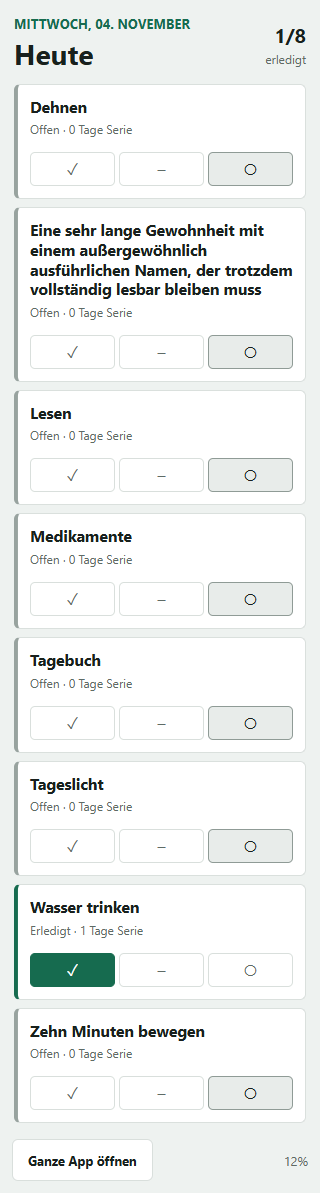 MITTWOCH, 04. NOVEMBER
Heute
1/8
erledigt
Dehnen
Offen · 0 Tage Serie
✓ – ○
Eine sehr lange Gewohnheit mit
einem außergewöhnlich
ausführlichen Namen, der trotzdem
vollständig lesbar bleiben muss
Offen · 0 Tage Serie
✓ – ○
Lesen
Offen · 0 Tage Serie
✓ – ○
Medikamente
Offen · 0 Tage Serie
✓ – ○
Tagebuch
Offen · 0 Tage Serie
✓ – ○
Tageslicht
Offen · 0 Tage Serie
✓ – ○
Wasser trinken
Erledigt · 1 Tage Serie
✓ – ○
Zehn Minuten bewegen
Offen · 0 Tage Serie
✓ – ○
Ganze App öffnen
12%